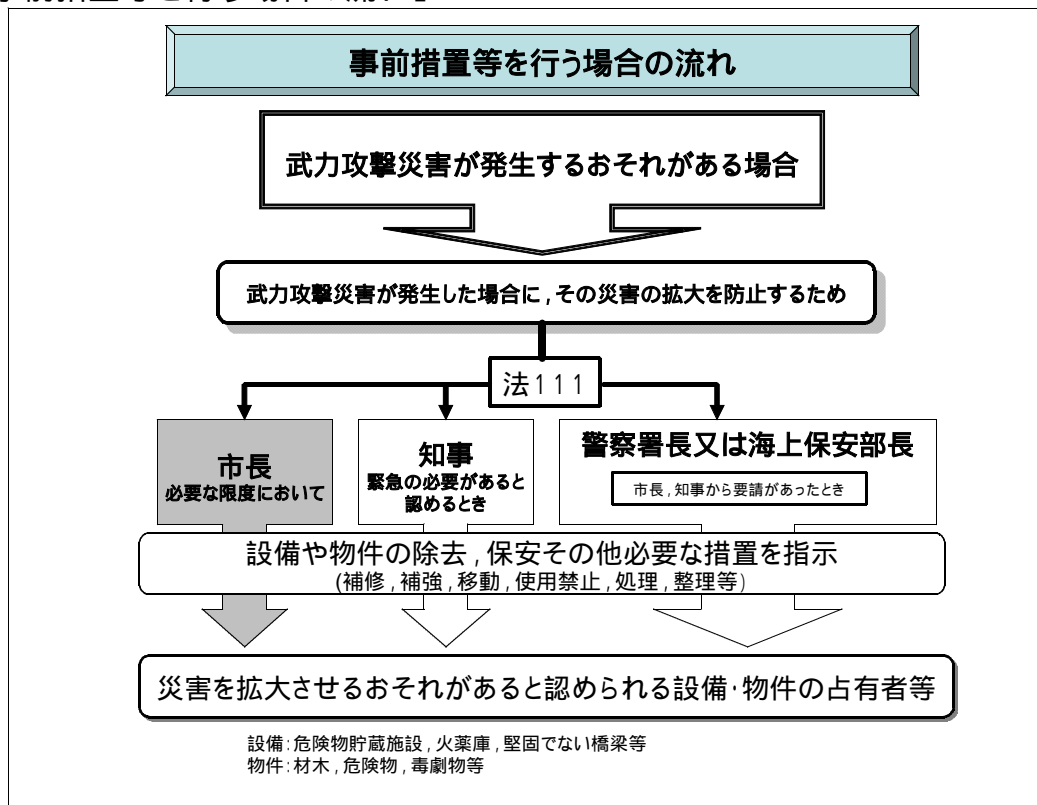 事前措置等を行う場合の流れ
武力攻撃災害が発生するおそれがある場合
武力攻撃災害が発生した場合に,その災害の拡大を防止するため
法111
市長
必要な限度において
知事
緊急の必要があると
認めるとき
警察署長又は海上保安部長
市長,知事から要請があったとき
設備や物件の除去,保安その他必要な措置を指示
(補修,補強,移動,使用禁止,処理,整理等)
災害を拡大させるおそれがあると認められる設備・物件の占有者等
設備:危険物貯蔵施設,火薬庫,堅固でない橋梁等
物件:材木,危険物,毒劇物等